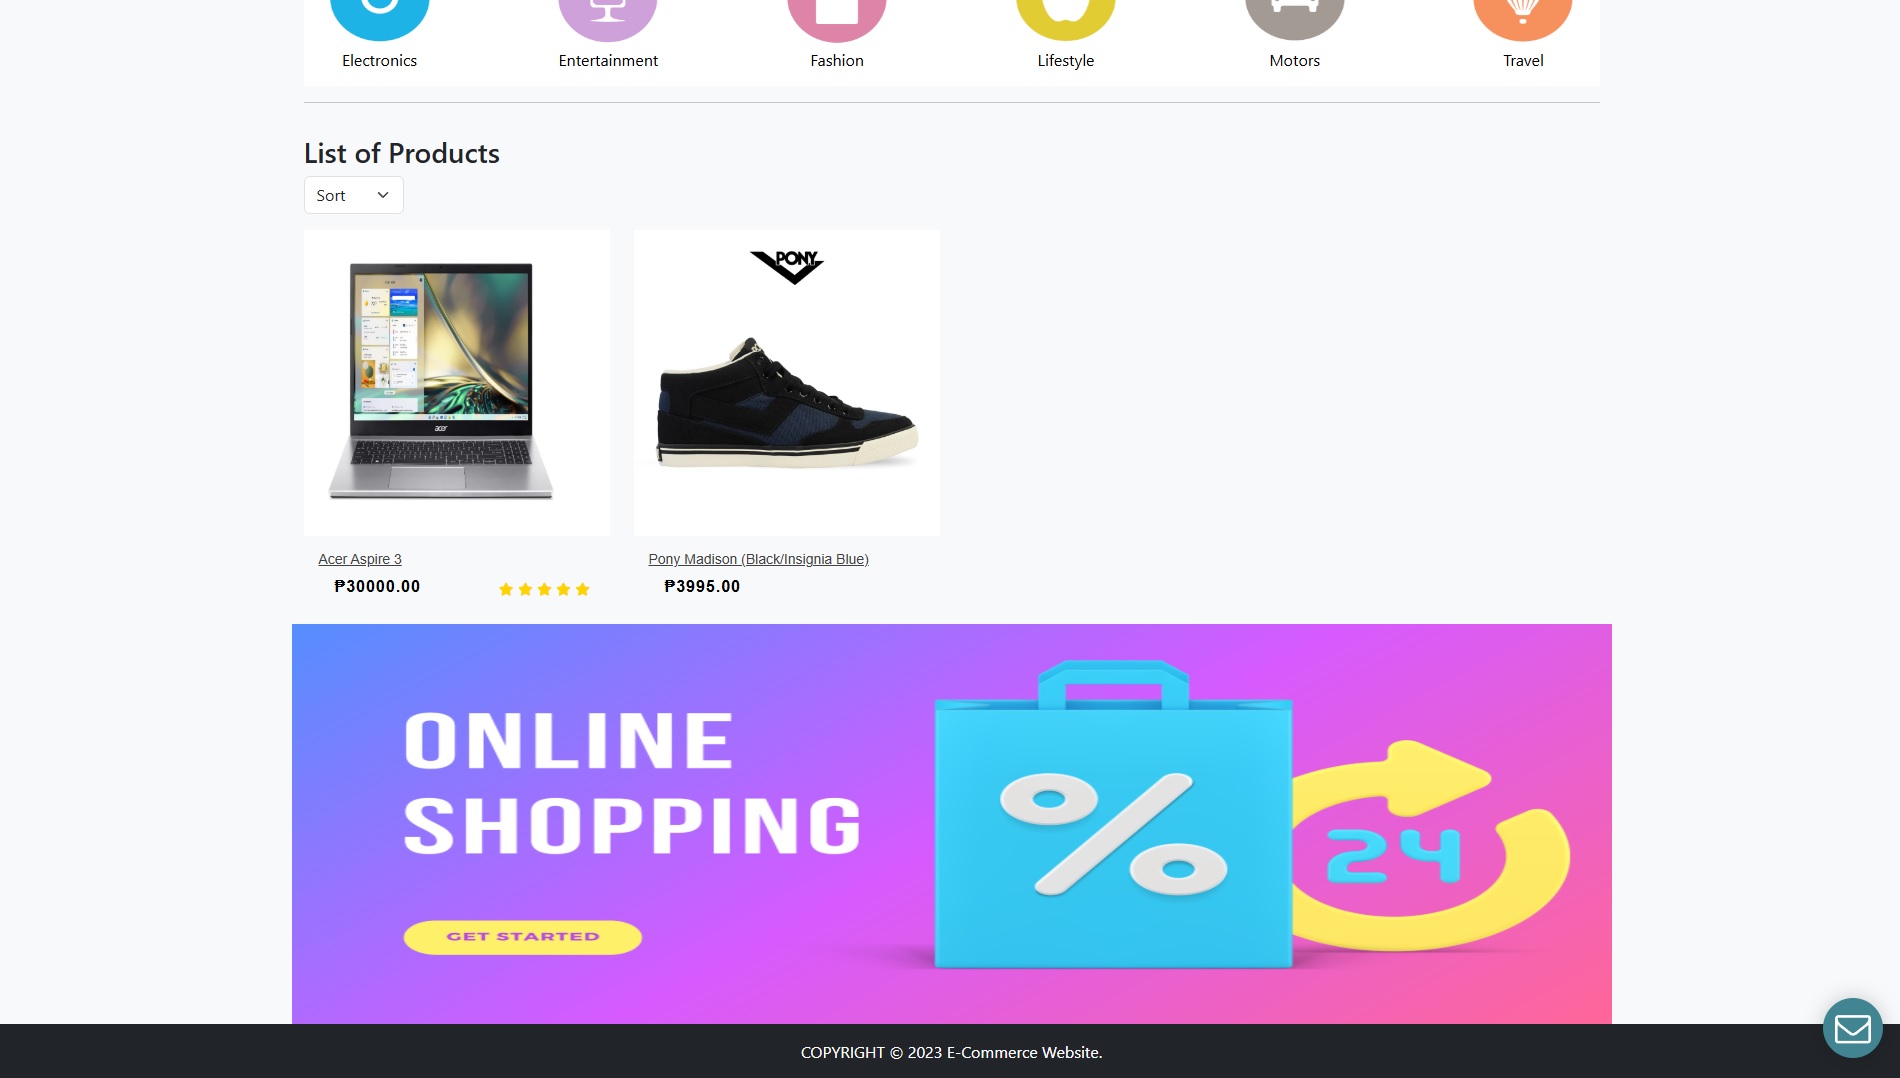 Electronics
Entertainment
Fashion
Lifestyle
Motors
Travel
List of Products
Sort
acer
PONY
Acer Aspire 3
₱30000.00
Pony Madison (Black/Insignia Blue)
₱3995.00
ONLINE
SHOPPING
GET STARTED
%
24
COPYRIGHT © 2023 E-Commerce Website.